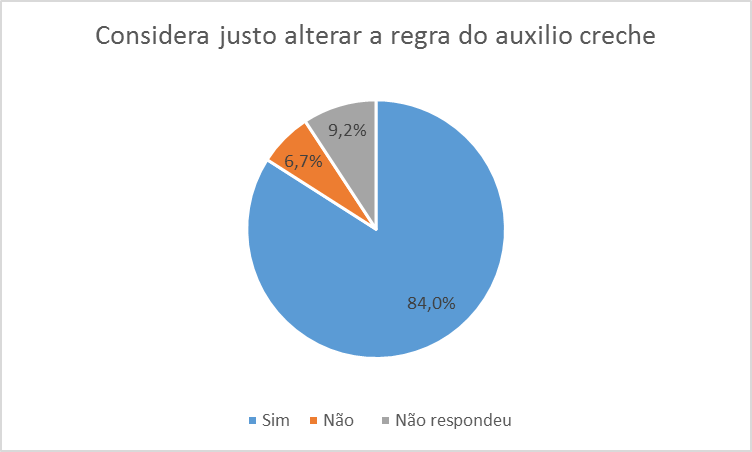 Considera justo alterar a regra do auxilio creche
9,2%
6,7%
84,0%
Sim Não Não respondeu